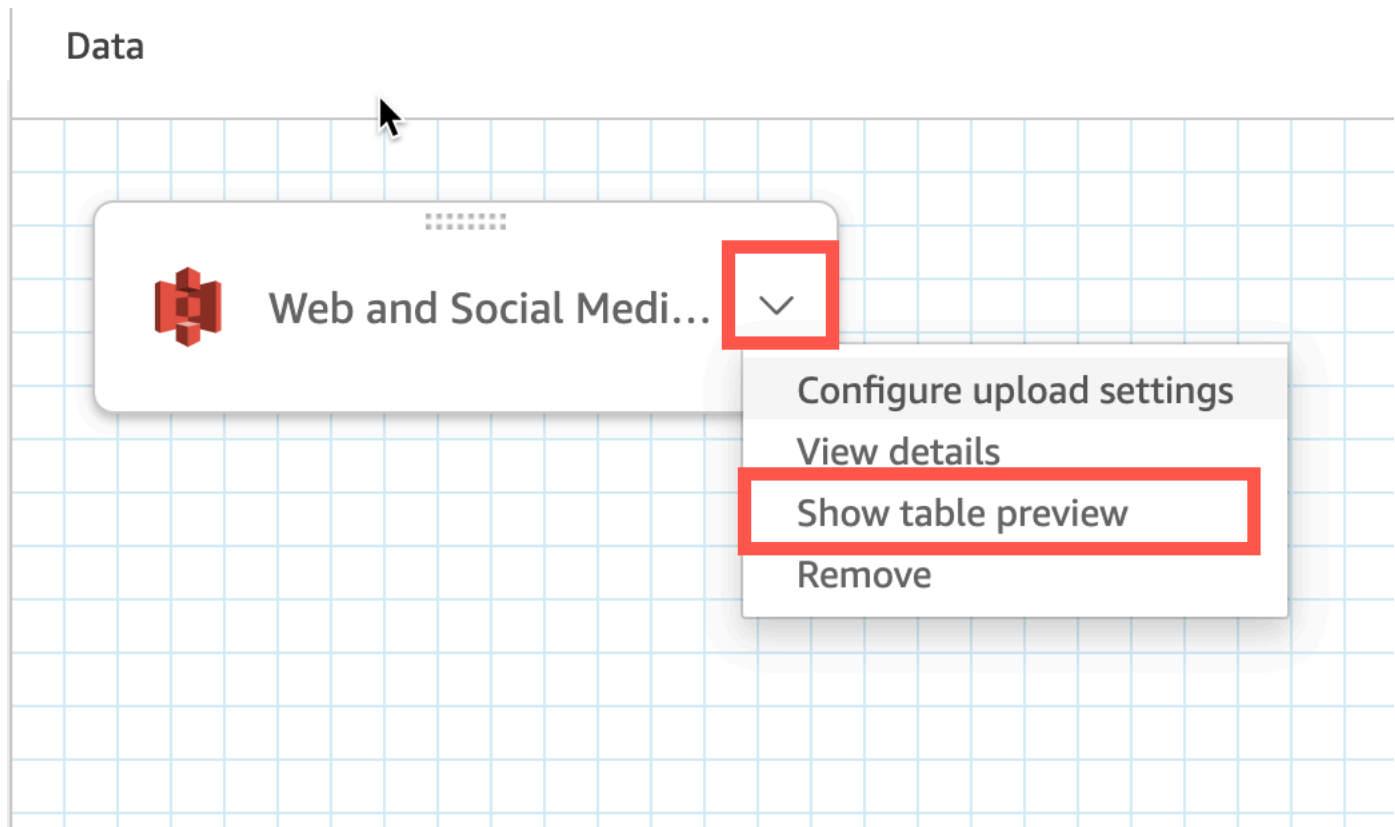 Data
Web and Social Medi...
Configure upload settings
View details
Show table preview
Remove